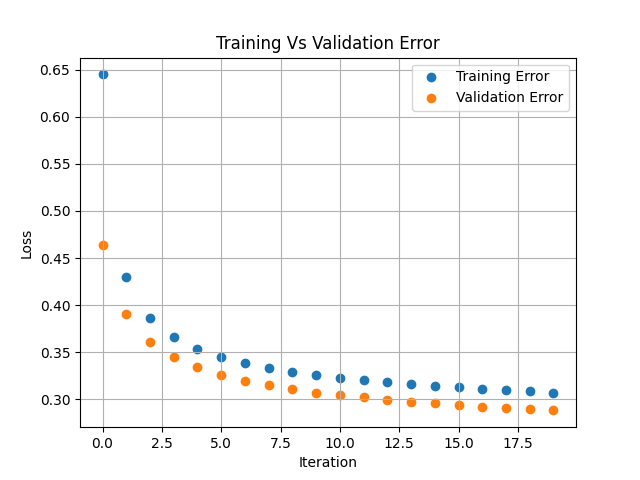 Training Vs Validation Error
Training Error
Validation Error
0.65
0.60
0.55
0.50
0.45
0.40
0.35
0.30
Loss
0.0 2.5 5.0 7.5 10.0 12.5 15.0 17.5
Iteration